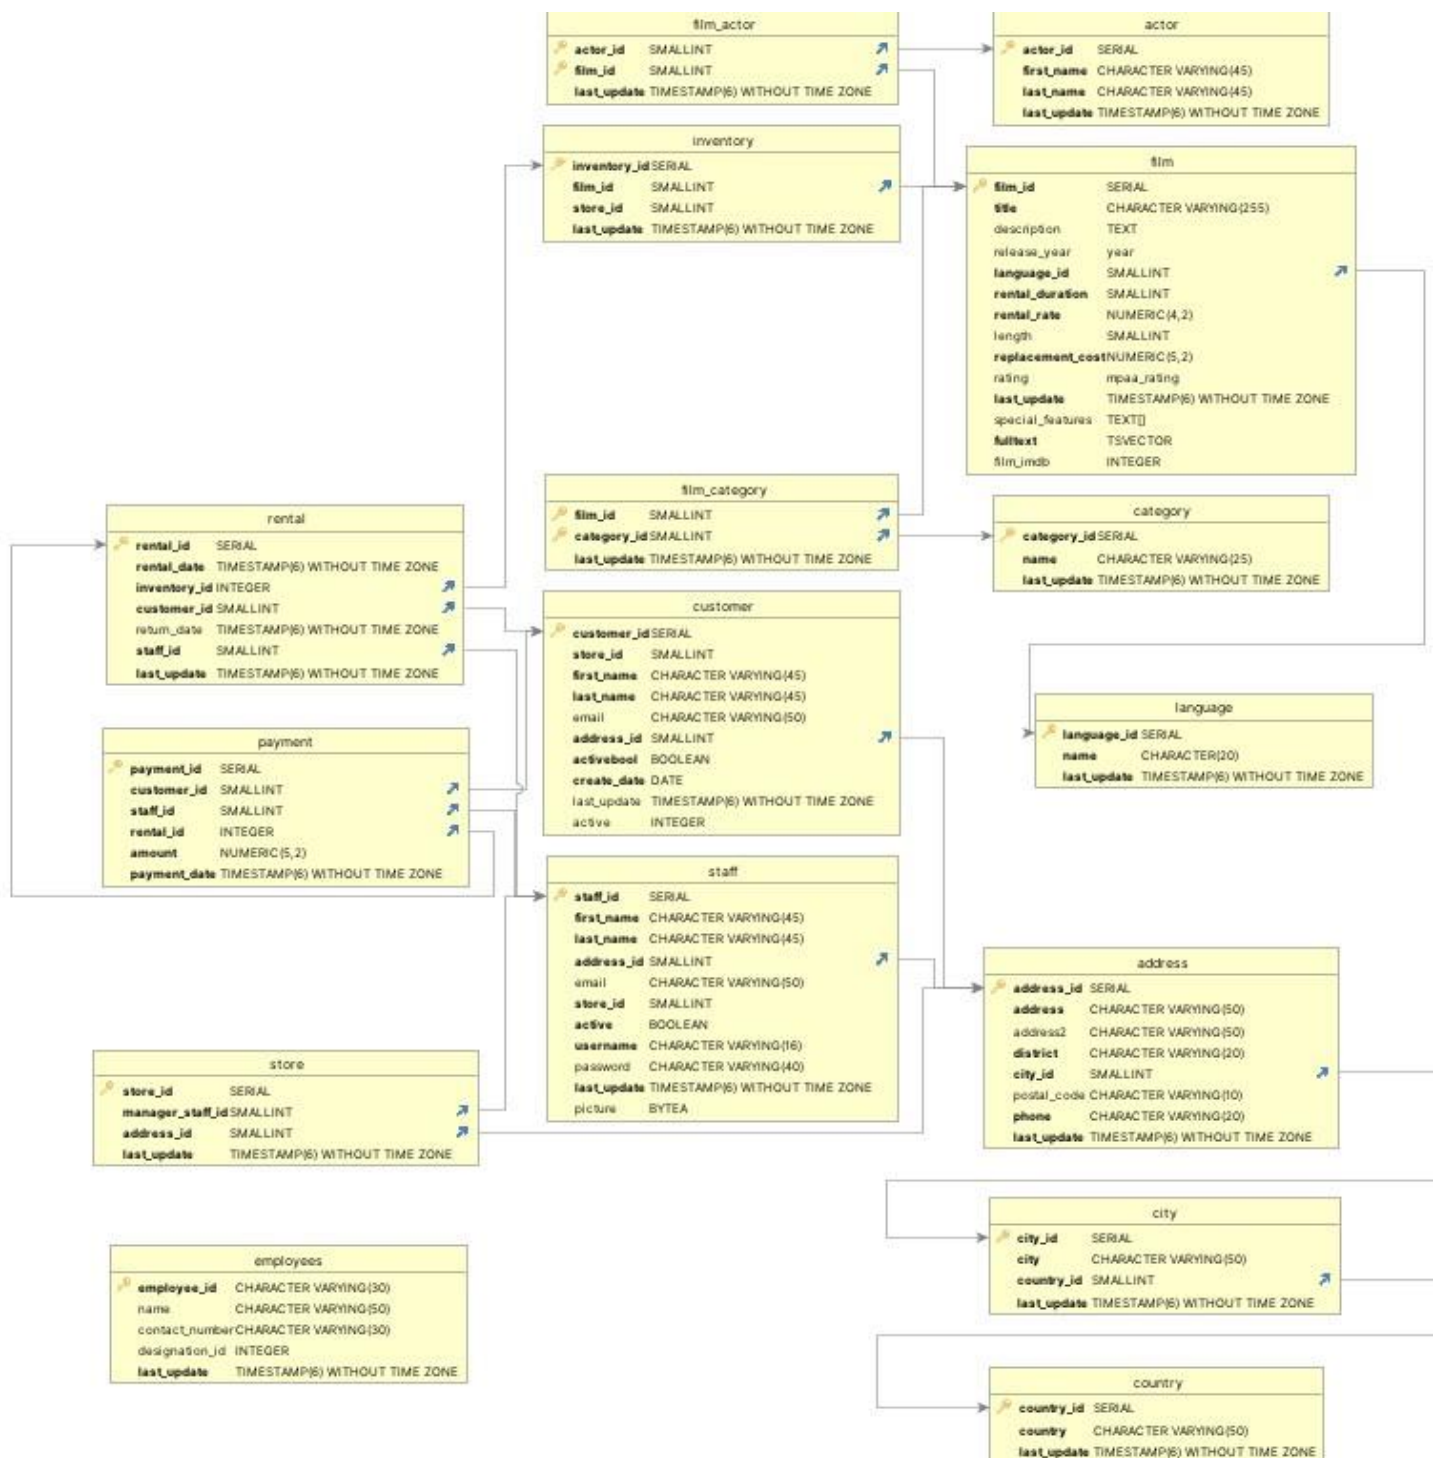 film_actor
actor_id SMALLINT
film_id SMALLINT
last_update TIMESTAMP(6) WITHOUT TIME ZONE
actor
actor_id SERIAL
first_name CHARACTER VARYING(45)
last_name CHARACTER VARYING(45)
last_update TIMESTAMP(6) WITHOUT TIME ZONE
inventory
inventory_id SERIAL
film_id SMALLINT
store_id SMALLINT
last_update TIMESTAMP(6) WITHOUT TIME ZONE
film
film_id SERIAL
title CHARACTER VARYING(255)
description TEXT
release_year year
language_id SMALLINT
rental_duration SMALLINT
rental_rate NUMERIC(4,2)
length SMALLINT
replacement_cost NUMERIC(5,2)
rating mpaa_rating
last_update TIMESTAMP(6) WITHOUT TIME ZONE
special_features TEXT[]
fulltext TSVECTOR
film_imdb INTEGER
film_category
film_id SMALLINT
category_id SMALLINT
last_update TIMESTAMP(6) WITHOUT TIME ZONE
category
category_id SERIAL
name CHARACTER VARYING(25)
last_update TIMESTAMP(6) WITHOUT TIME ZONE
rental
rental_id SERIAL
rental_date TIMESTAMP(6) WITHOUT TIME ZONE
inventory_id INTEGER
customer_id SMALLINT
return_date TIMESTAMP(6) WITHOUT TIME ZONE
staff_id SMALLINT
last_update TIMESTAMP(6) WITHOUT TIME ZONE
customer
customer_id SERIAL
store_id SMALLINT
first_name CHARACTER VARYING(45)
last_name CHARACTER VARYING(45)
email CHARACTER VARYING(50)
address_id SMALLINT
activebool BOOLEAN
create_date DATE
last_update TIMESTAMP(6) WITHOUT TIME ZONE
active INTEGER
language
language_id SERIAL
name CHARACTER(20)
last_update TIMESTAMP(6) WITHOUT TIME ZONE
payment
payment_id SERIAL
customer_id SMALLINT
staff_id SMALLINT
rental_id INTEGER
amount NUMERIC(5,2)
payment_date TIMESTAMP(6) WITHOUT TIME ZONE
staff
staff_id SERIAL
first_name CHARACTER VARYING(45)
last_name CHARACTER VARYING(45)
address_id SMALLINT
email CHARACTER VARYING(50)
store_id SMALLINT
active BOOLEAN
username CHARACTER VARYING(16)
password CHARACTER VARYING(40)
last_update TIMESTAMP(6) WITHOUT TIME ZONE
picture BYTEA
address
address_id SERIAL
address CHARACTER VARYING(50)
address2 CHARACTER VARYING(50)
district CHARACTER VARYING(20)
city_id SMALLINT
postal_code CHARACTER VARYING(10)
phone CHARACTER VARYING(20)
last_update TIMESTAMP(6) WITHOUT TIME ZONE
store
store_id SERIAL
manager_staff_id SMALLINT
address_id SMALLINT
last_update TIMESTAMP(6) WITHOUT TIME ZONE
city
city_id SERIAL
city CHARACTER VARYING(50)
country_id SMALLINT
last_update TIMESTAMP(6) WITHOUT TIME ZONE
employees
employee_id CHARACTER VARYING(30)
name CHARACTER VARYING(50)
contact_number CHARACTER VARYING(30)
designation_id INTEGER
last_update TIMESTAMP(6) WITHOUT TIME ZONE
country
country_id SERIAL
country CHARACTER VARYING(50)
last_update TIMESTAMP(6) WITHOUT TIME ZONE